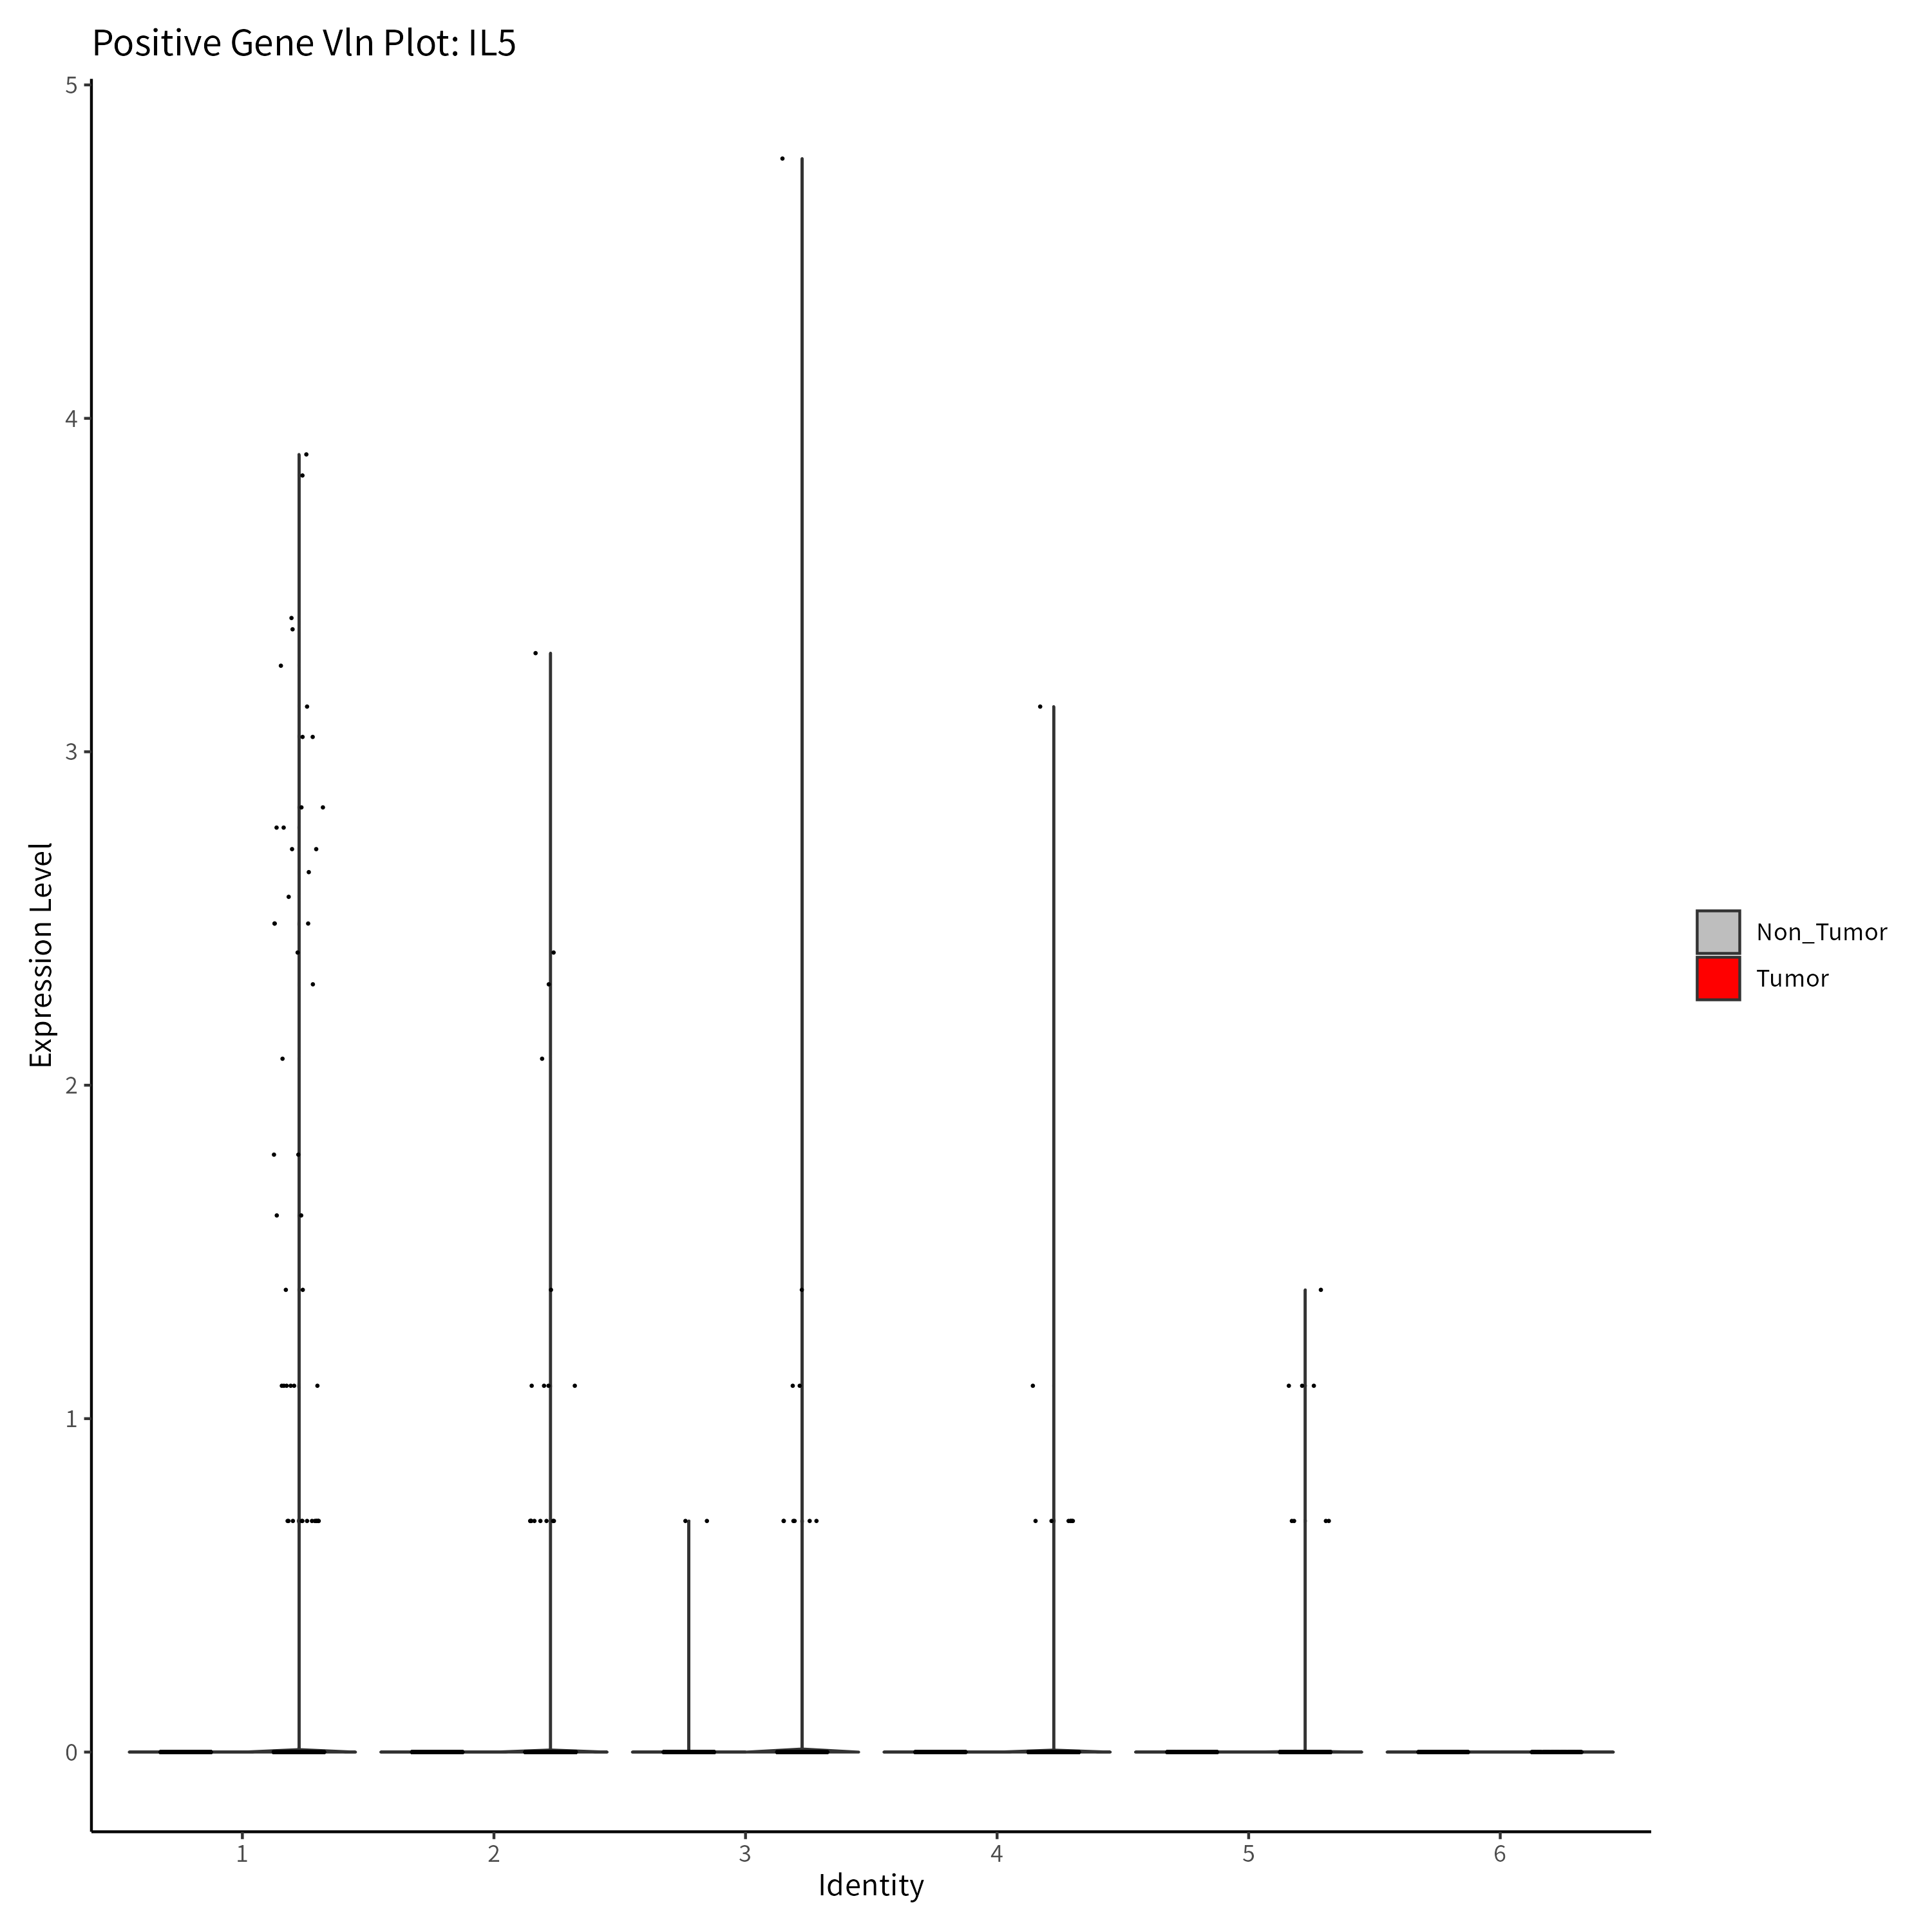 Positive Gene Vln Plot: IL5
5
4
3
2
1
0
Expression Level
1 2 3 4 5 6
Identity
Non_Tumor
Tumor